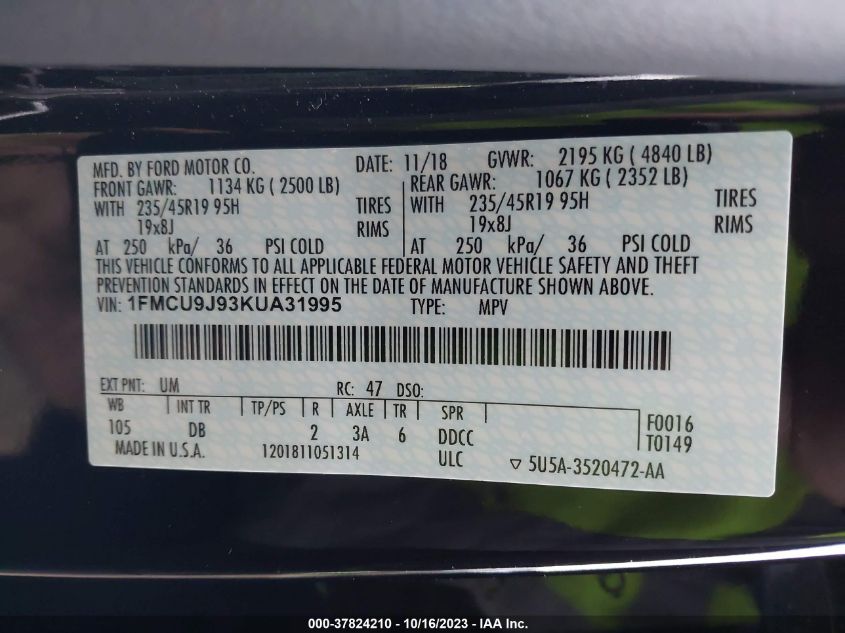 MFD. BY FORD MOTOR CO. DATE: 11/18 GVWR: 2195 KG ( 4840 LB)
FRONT GAWR: 1134 KG ( 2500 LB) REAR GAWR: 1067 KG ( 2352 LB)
WITH 235/45R19 95H TIRES WITH 235/45R19 95H TIRES
19x8J RIMS 19x8J RIMS
AT 250 kPa/ 36 PSI COLD AT 250 kPa/ 36 PSI COLD
THIS VEHICLE CONFORMS TO ALL APPLICABLE FEDERAL MOTOR VEHICLE SAFETY AND THEFT
PREVENTION STANDARDS IN EFFECT ON THE DATE OF MANUFACTURE SHOWN ABOVE.
VIN: 1FMCU9J93KUA31995 TYPE: MPV
EXT PNT: UM RC: 47 DSO:
WB INT TR TP/PS R AXLE TR SPR
105 DB 2 3A 6 DDCC F0016
T0149
MADE IN U.S.A. 1201811051314 ULC ▽ 5U5A-3520472-AA
000-37824210 - 10/16/2023 - IAA Inc.